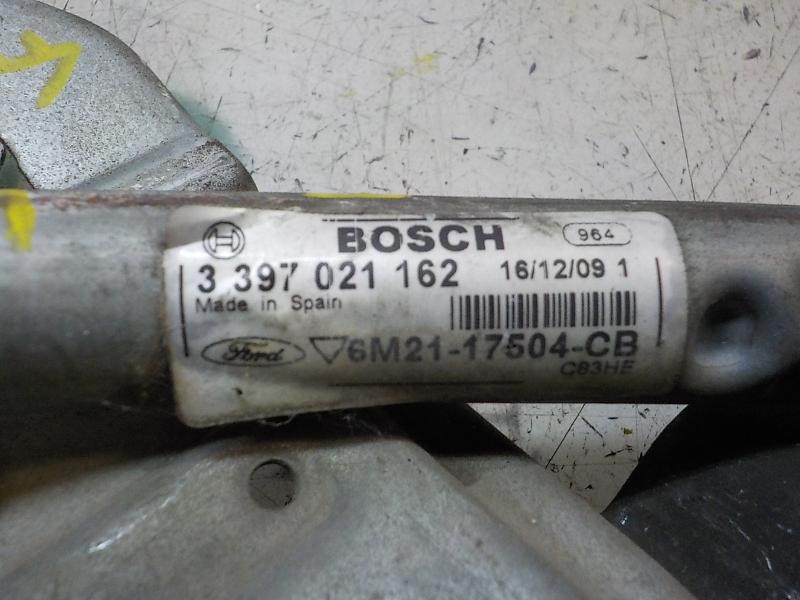 BOSCH 964
3 397 021 162 16/12/09 1
Made in Spain
Ford 6M21-17504-CB
C83HE